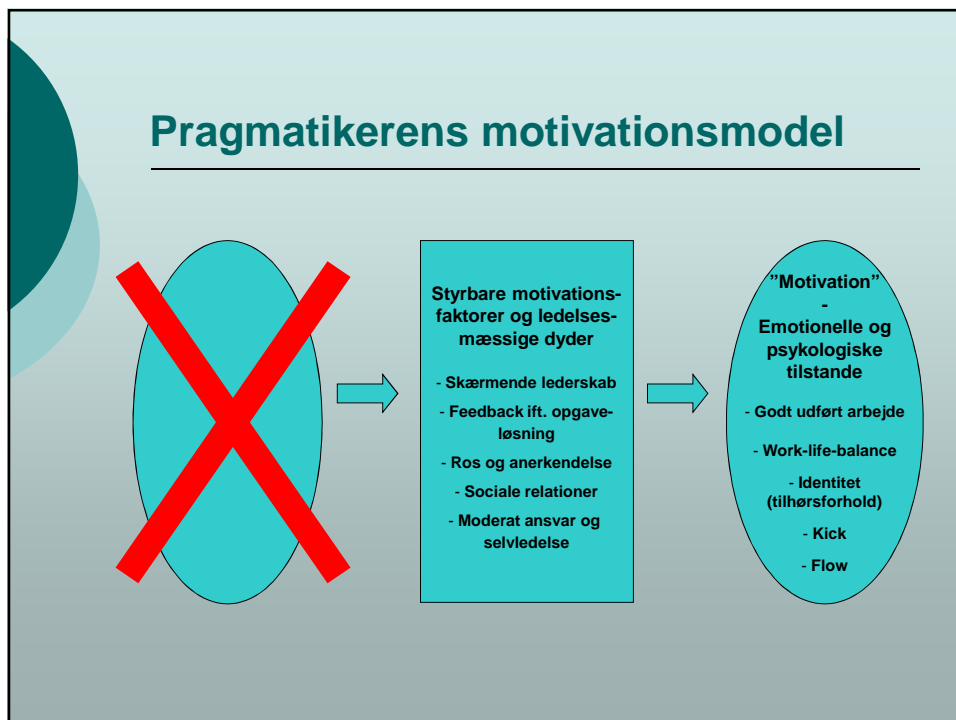 Pragmatikerens motivationsmodel
Styrbare motivations-
faktorer og ledelses-
mæssige dyder
- Skærmende lederskab
- Feedback ift. opgave-
løsning
- Ros og anerkendelse
- Sociale relationer
- Moderat ansvar og
selvledelse
”Motivation”
-
Emotionelle og
psykologiske
tilstande
- Godt udført arbejde
- Work-life-balance
- Identitet
(tilhørsforhold)
- Kick
- Flow